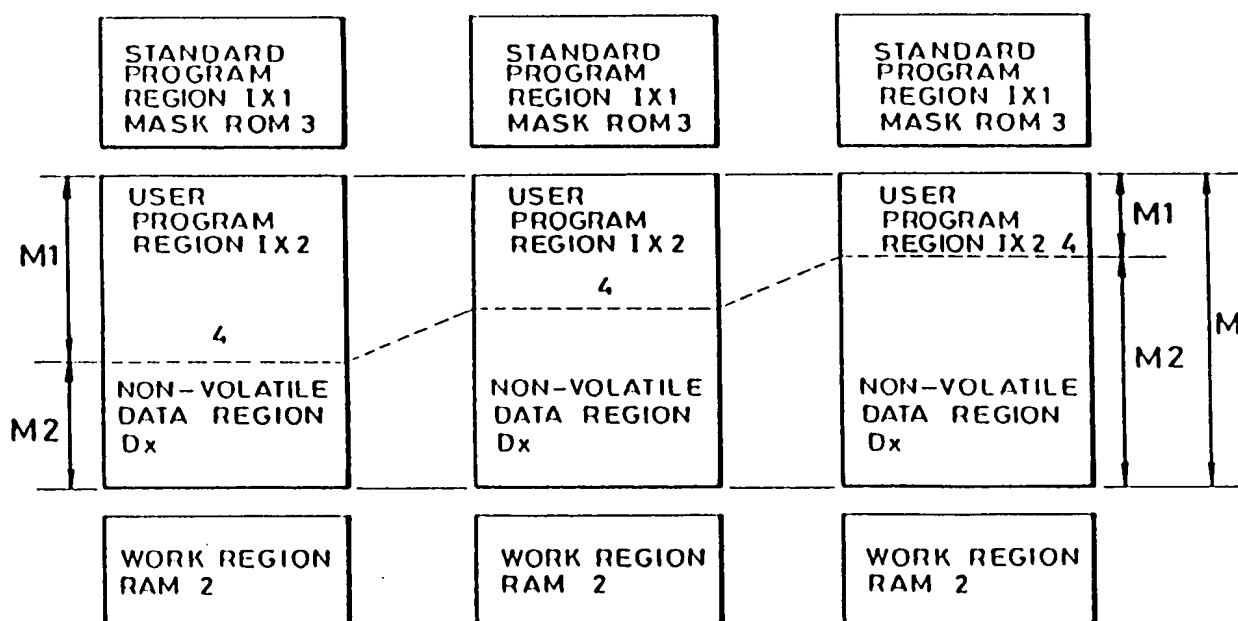 STANDARD
PROGRAM
REGION IX1
MASK ROM 3
STANDARD
PROGRAM
REGION IX1
MASK ROM 3
STANDARD
PROGRAM
REGION IX1
MASK ROM 3
M1
M2
USER
PROGRAM
REGION IX2
4
NON-VOLATILE
DATA REGION
Dx
USER
PROGRAM
REGION IX2
4
NON-VOLATILE
DATA REGION
Dx
USER
PROGRAM
REGION IX2 4
NON-VOLATILE
DATA REGION
Dx
M1
M2
M
WORK REGION
RAM 2
WORK REGION
RAM 2
WORK REGION
RAM 2